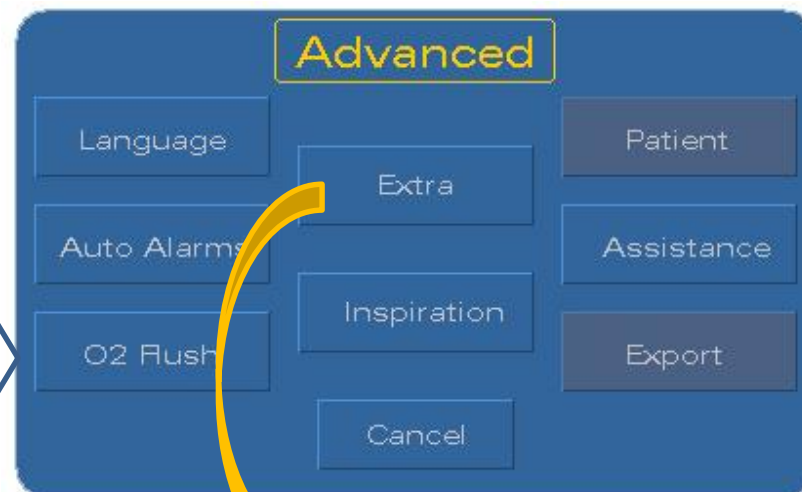 Advanced
Language
Extra
Patient
Auto Alarms
Inspiration
Assistance
O2 Flush
Cancel
Export